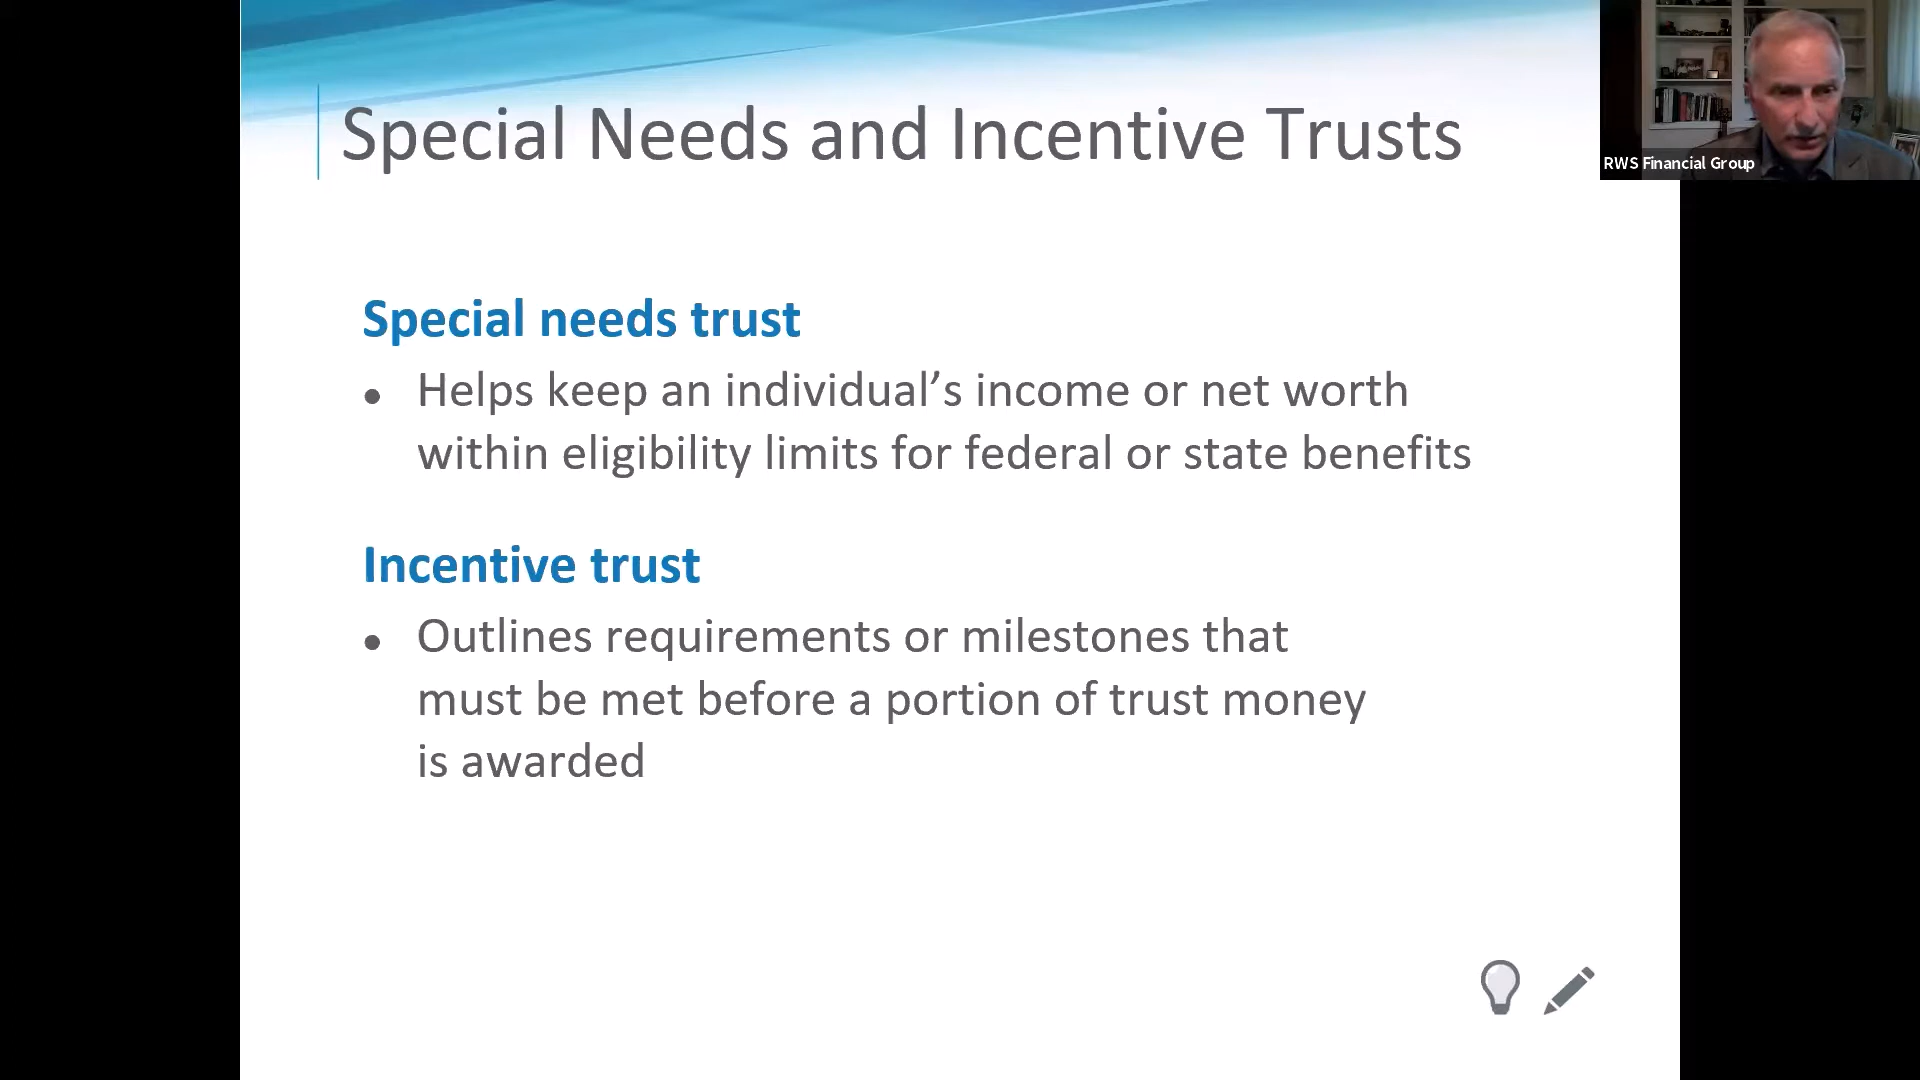 Special Needs and Incentive Trusts
RWS Financial Group
Special needs trust
● Helps keep an individual’s income or net worth
within eligibility limits for federal or state benefits
Incentive trust
● Outlines requirements or milestones that
must be met before a portion of trust money
is awarded